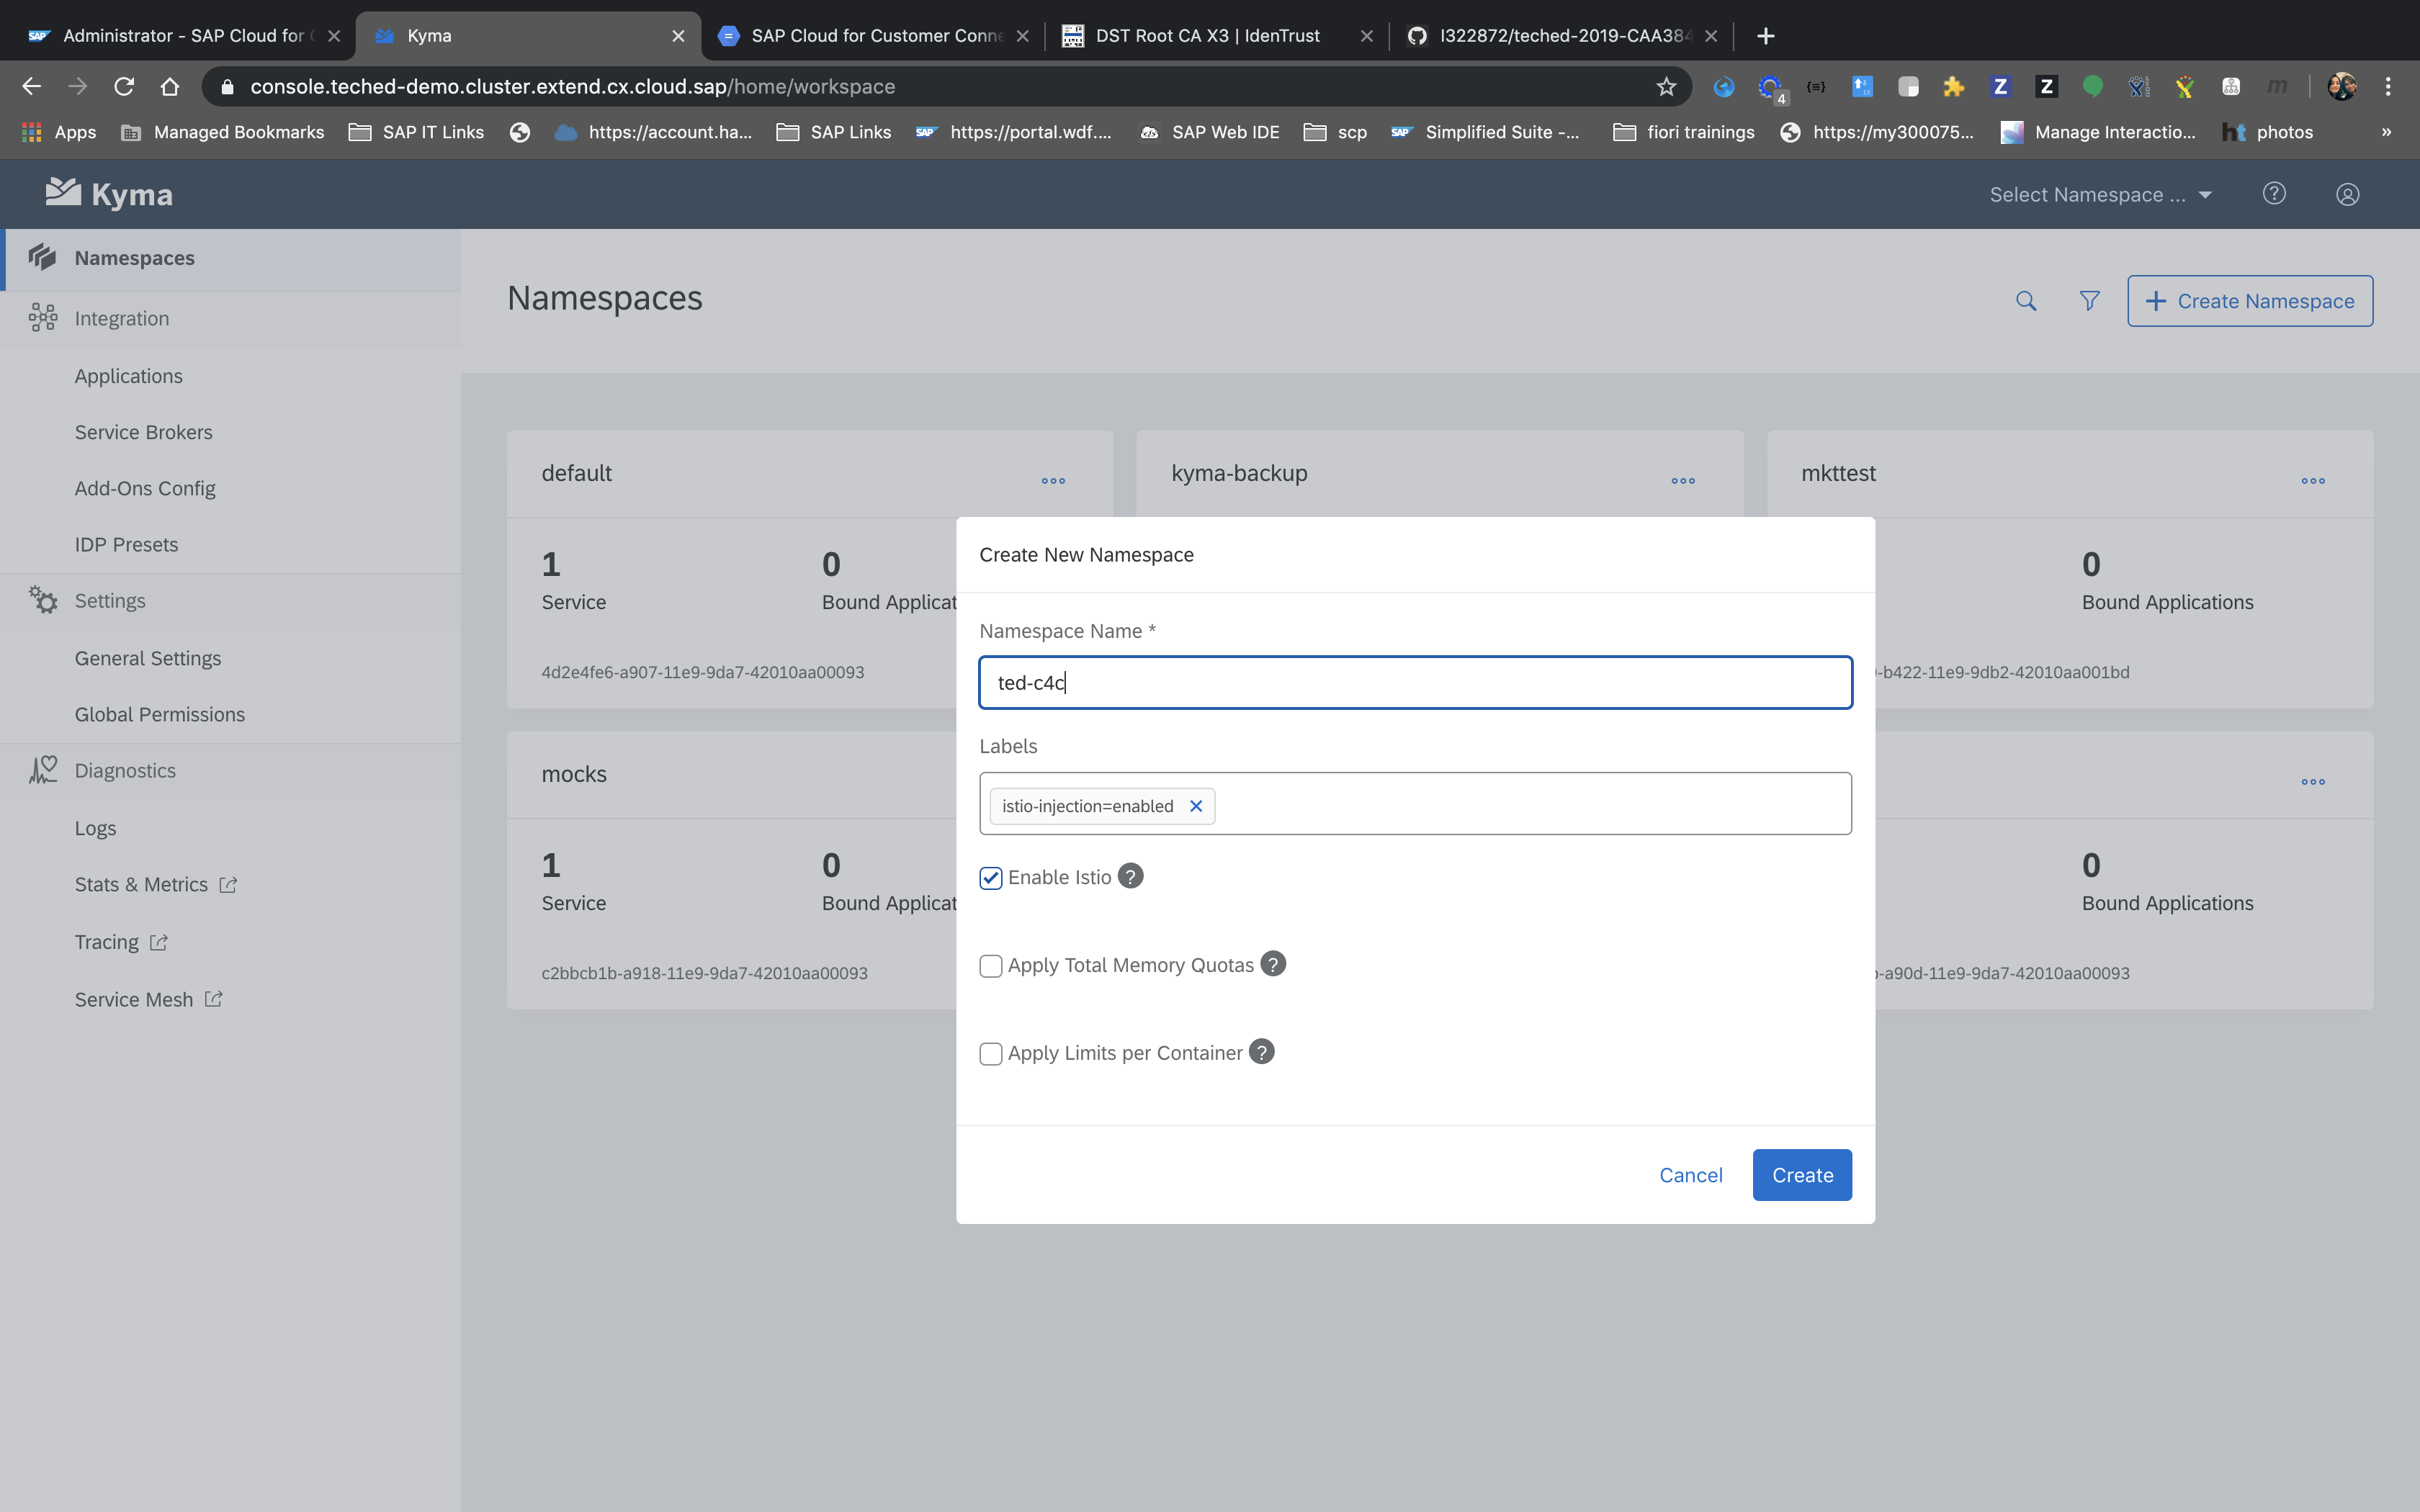 SAP Administrator - SAP Cloud for
Kyma
SAP Cloud for Customer Conne
DST Root CA X3 | IdenTrust
I322872/teched-2019-CAA384
console.teched-demo.cluster.extend.cx.cloud.sap/home/workspace
4
Z
Z
m
Apps
Managed Bookmarks
SAP IT Links
https://account.ha...
SAP Links
SAP https://portal.wdf....
SAP Web IDE
scp
SAP Simplified Suite -...
fiori trainings
https://my300075...
Manage Interactio...
ht photos
»
Kyma
Select Namespace ...
?
Namespaces
Integration
Applications
Service Brokers
Add-Ons Config
IDP Presets
Settings
General Settings
Global Permissions
Diagnostics
Logs
Stats & Metrics
Tracing
Service Mesh
Namespaces
+ Create Namespace
default
kyma-backup
mkttest
1
Service
0
Bound Applicat
4d2e4fe6-a907-11e9-9da7-42010aa00093
0
Bound Applications
-b422-11e9-9db2-42010aa001bd
mocks
1
Service
0
Bound Applicat
c2bbcb1b-a918-11e9-9da7-42010aa00093
0
Bound Applications
-a90d-11e9-9da7-42010aa00093
Create New Namespace
Namespace Name *
ted-c4c
Labels
istio-injection=enabled
Enable Istio ?
Apply Total Memory Quotas ?
Apply Limits per Container ?
Cancel
Create